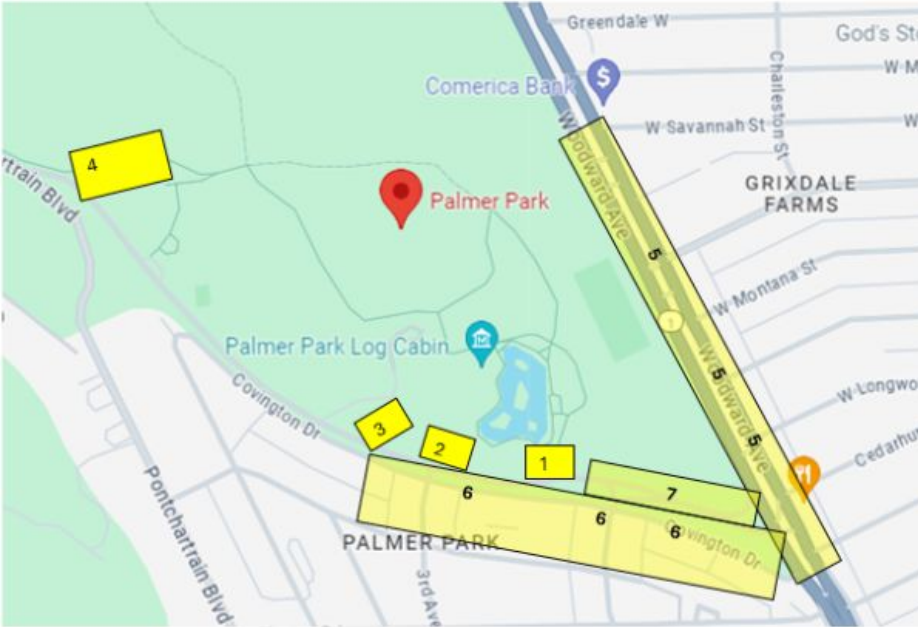 Greendale W
God's St
Comerica Bank
W M
Charleston St
W Savannah St
W
Woodward Ave
4
rtrain Blvd
Palmer Park
GRIXDALE
FARMS
5
W Montana St
Palmer Park Log Cabin
5
Woodward Ave
W Longwo
Covington Dr
3
2
1
5
Cedarhur
7
6
6
6
Covington Dr
PALMER PARK
Pontchartrain Blvd
3rd Ave